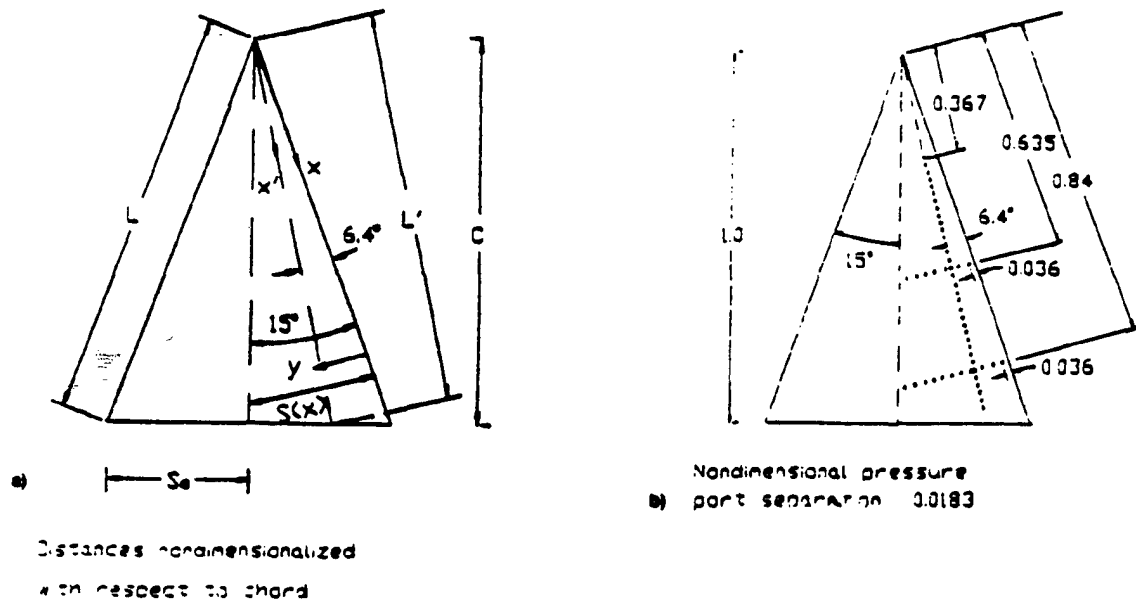 L
x'
x
6.4°
L'
C
15°
y
S(x)
a)
So
Distances nondimensionalized
with respect to chord
1.0
0.367
0.635
0.84
6.4°
15°
0.036
0.036
Nondimensional pressure
b) port separation 0.0183